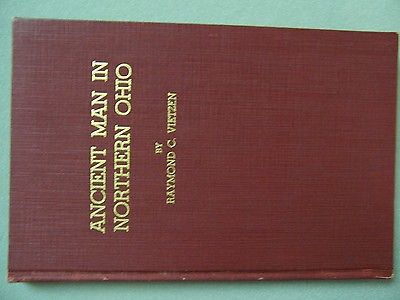 ANCIENT MAN IN
NORTHERN OHIO
BY
RAYMOND C. VIETZEN